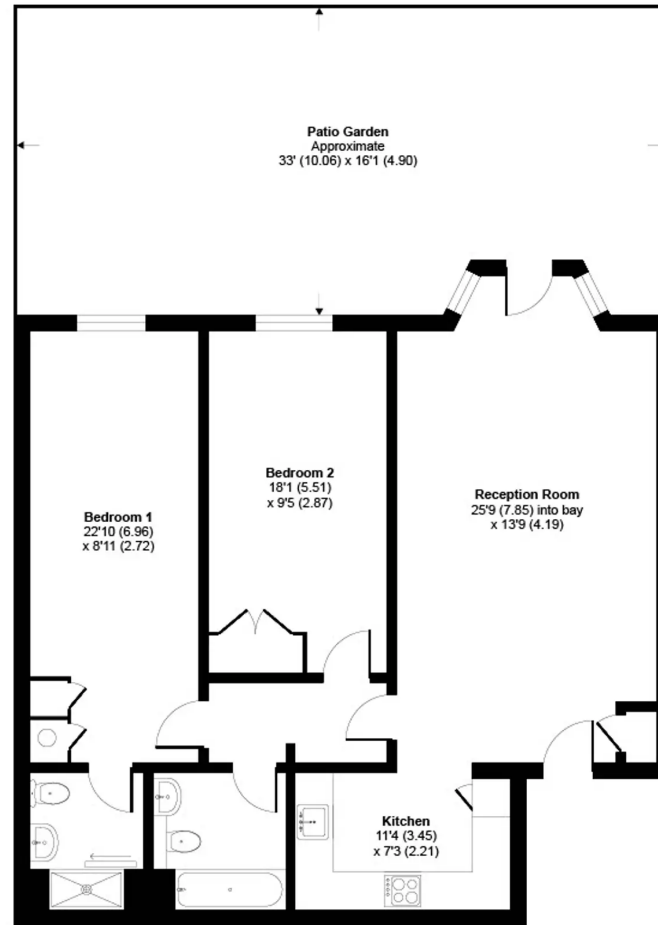 Patio Garden
Approximate
33' (10.06) x 16'1 (4.90)
Bedroom 2
18'1 (5.51)
x 9'5 (2.87)
Reception Room
25'9 (7.85) into bay
x 13'9 (4.19)
Bedroom 1
22'10 (6.96)
x 8'11 (2.72)
Kitchen
11'4 (3.45)
x 7'3 (2.21)